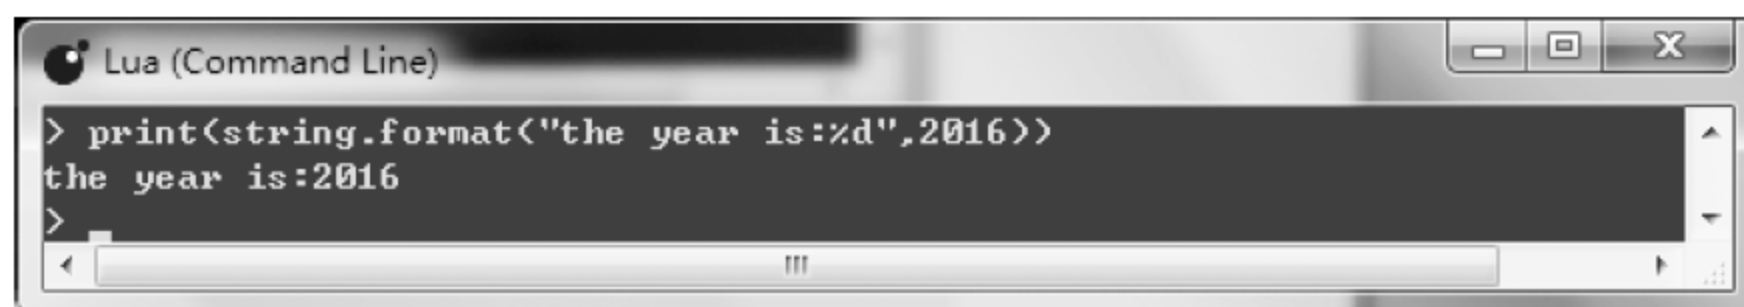 Lua (Command Line)
> print(string.format("the year is:%d",2016))
the year is:2016
>